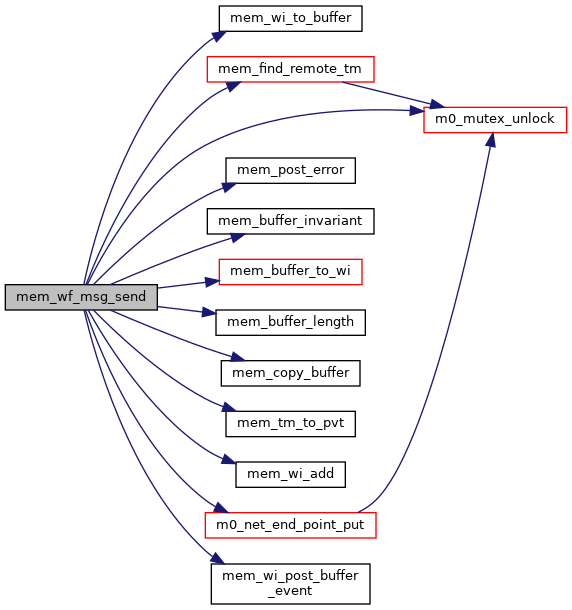 mem_wi_to_buffer
mem_find_remote_tm
m0_mutex_unlock
mem_post_error
mem_buffer_invariant
mem_buffer_to_wi
mem_wf_msg_send
mem_buffer_length
mem_copy_buffer
mem_tm_to_pvt
mem_wi_add
m0_net_end_point_put
mem_wi_post_buffer
_event